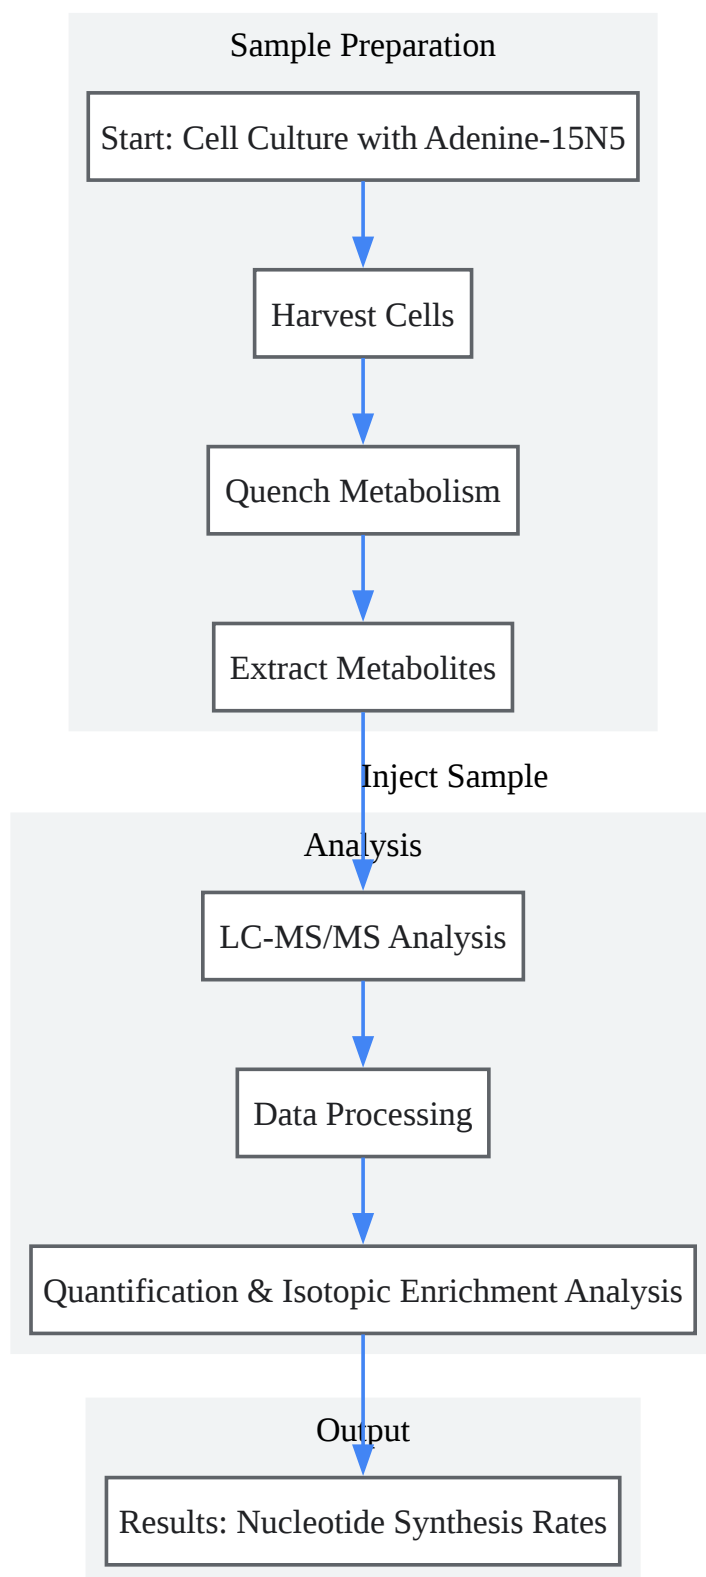 Sample Preparation
Start: Cell Culture with Adenine-15N5
Harvest Cells
Quench Metabolism
Extract Metabolites
Inject Sample
Analysis
LC-MS/MS Analysis
Data Processing
Quantification & Isotopic Enrichment Analysis
Output
Results: Nucleotide Synthesis Rates